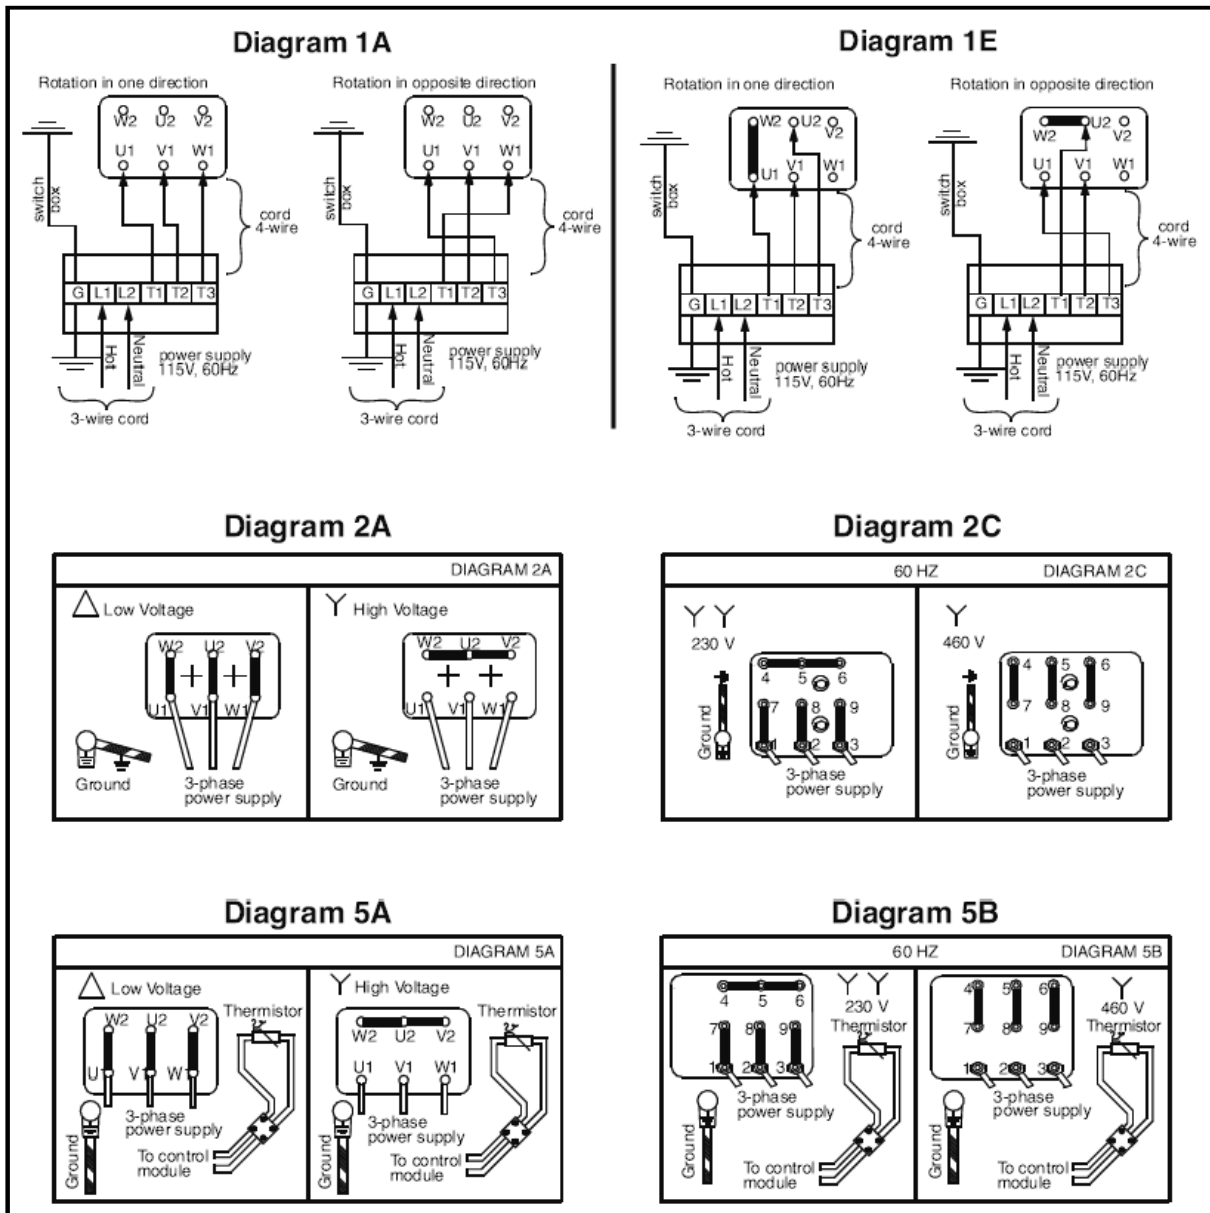 Diagram 1A
Rotation in one direction
Rotation in opposite direction
W2 U2 V2
U1 V1 W1
switch box
cord
4-wire
G L1 L2 T1 T2 T3
Hot
Neutral
power supply
115V, 60Hz
3-wire cord
W2 U2 V2
U1 V1 W1
switch box
cord
4-wire
G L1 L2 T1 T2 T3
Hot
Neutral
power supply
115V, 60Hz
3-wire cord
Diagram 1E
Rotation in one direction
Rotation in opposite direction
W2 U2 V2
U1 V1 W1
switch box
cord
4-wire
G L1 L2 T1 T2 T3
Hot
Neutral
power supply
115V, 60Hz
3-wire cord
W2 U2 V2
U1 V1 W1
switch box
cord
4-wire
G L1 L2 T1 T2 T3
Hot
Neutral
power supply
115V, 60Hz
3-wire cord
Diagram 2A
DIAGRAM 2A
Low Voltage
W2 U2 V2
U1 V1 W1
Ground
3-phase
power supply
High Voltage
W2 U2 V2
U1 V1 W1
Ground
3-phase
power supply
Diagram 2C
60 HZ DIAGRAM 2C
230 V
4 5 6
7 8 9
1 2 3
Ground
3-phase
power supply
460 V
4 5 6
7 8 9
1 2 3
Ground
3-phase
power supply
Diagram 5A
DIAGRAM 5A
Low Voltage
Thermistor
W2 U2 V2
U1 V1 W1
3-phase
power supply
Ground
To control
module
High Voltage
Thermistor
W2 U2 V2
U1 V1 W1
3-phase
power supply
Ground
To control
module
Diagram 5B
60 HZ DIAGRAM 5B
4 5 6
230 V
Thermistor
7 8 9
1 2 3
3-phase
power supply
Ground
To control
module
4 5 6
460 V
Thermistor
7 8 9
1 2 3
3-phase
power supply
Ground
To control
module